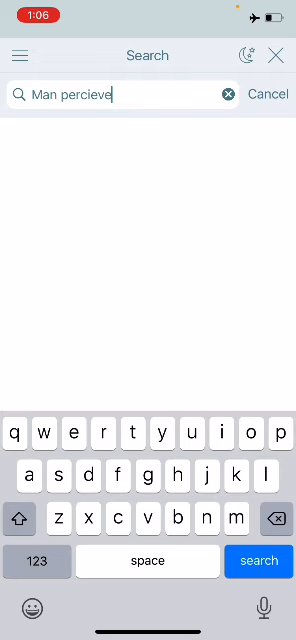 1:06
Search
Man percieve
Cancel
q w e r t y u i o p
a s d f g h j k l
z x c v b n m
123 space search